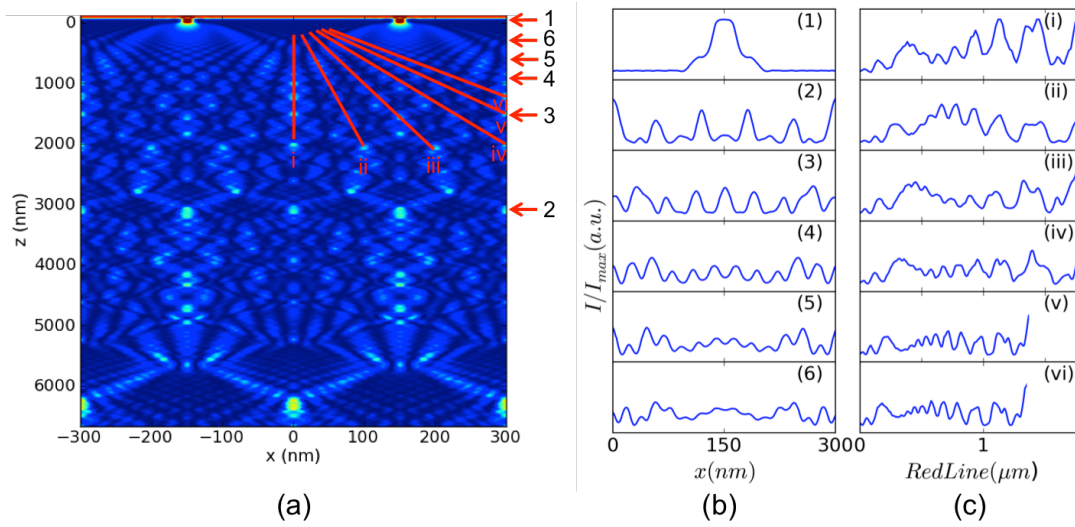 0
1000
2000
3000
4000
5000
6000
z (nm)
−300 −200 −100 0 100 200 300
x (nm)
1
6
5
4
3
2
i
ii
iii
iv
v
vi
(a)
(1)
(2)
(3)
(4)
(5)
(6)
I/I_max(a.u.)
0 150 300
x(nm)
(b)
(i)
(ii)
(iii)
(iv)
(v)
(vi)
0 1
RedLine(μm)
(c)